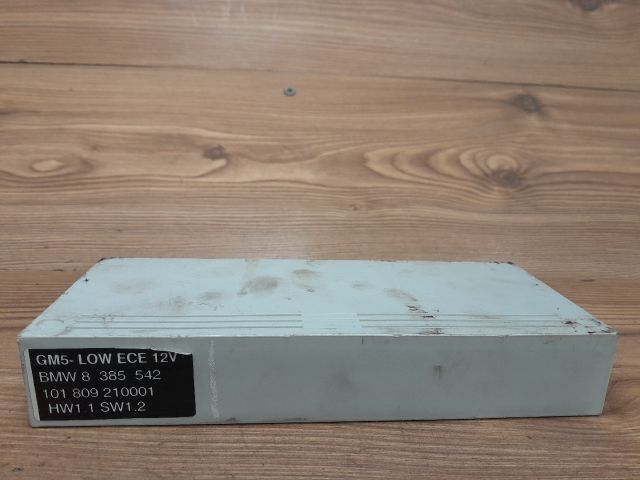 GM5- LOW ECE 12V
BMW 8 385 542
101 809 210001
HW1.1 SW1.2